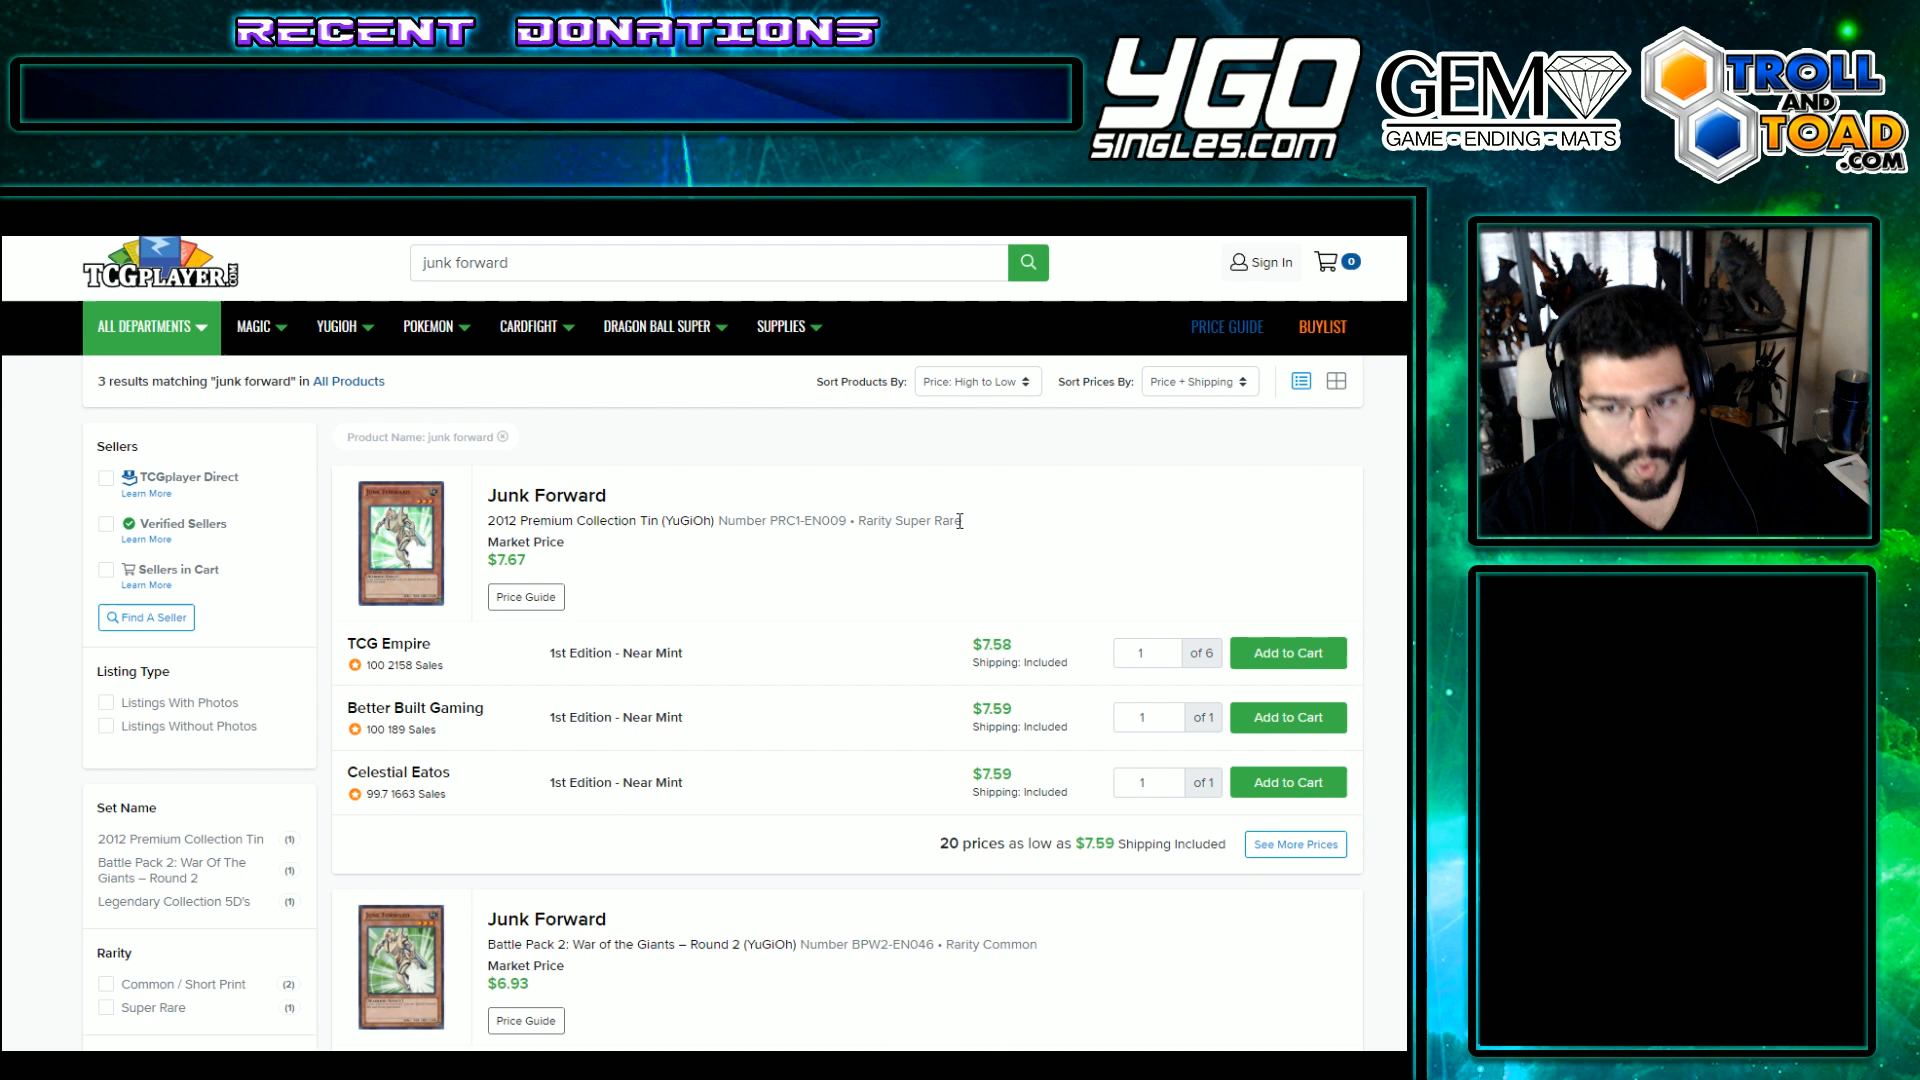 RECENT DONATIONS
YGO
SINGLES.COM
GEM
GAME - ENDING - MATS
TROLL
AND
TOAD
.COM
TCGPLAYER.COM
junk forward
Sign In
0
ALL DEPARTMENTS
MAGIC
YUGIOH
POKEMON
CARDFIGHT
DRAGON BALL SUPER
SUPPLIES
PRICE GUIDE
BUYLIST
3 results matching "junk forward" in All Products
Sort Products By:
Price: High to Low
Sort Prices By:
Price + Shipping
Product Name: junk forward
Sellers
TCGplayer Direct
Learn More
Verified Sellers
Learn More
Sellers in Cart
Learn More
Find A Seller
Listing Type
Listings With Photos
Listings Without Photos
Set Name
2012 Premium Collection Tin (1)
Battle Pack 2: War Of The
Giants – Round 2 (1)
Legendary Collection 5D's (1)
Rarity
Common / Short Print (2)
Super Rare (1)
JUNK FORWARD
Junk Forward
2012 Premium Collection Tin (YuGiOh) Number PRC1-EN009 • Rarity Super Rare
Market Price
$7.67
Price Guide
TCG Empire
100 2158 Sales
1st Edition - Near Mint
$7.58
Shipping: Included
1 of 6
Add to Cart
Better Built Gaming
100 189 Sales
1st Edition - Near Mint
$7.59
Shipping: Included
1 of 1
Add to Cart
Celestial Eatos
99.7 1663 Sales
1st Edition - Near Mint
$7.59
Shipping: Included
1 of 1
Add to Cart
20 prices as low as $7.59 Shipping Included
See More Prices
JUNK FORWARD
Junk Forward
Battle Pack 2: War of the Giants – Round 2 (YuGiOh) Number BPW2-EN046 • Rarity Common
Market Price
$6.93
Price Guide